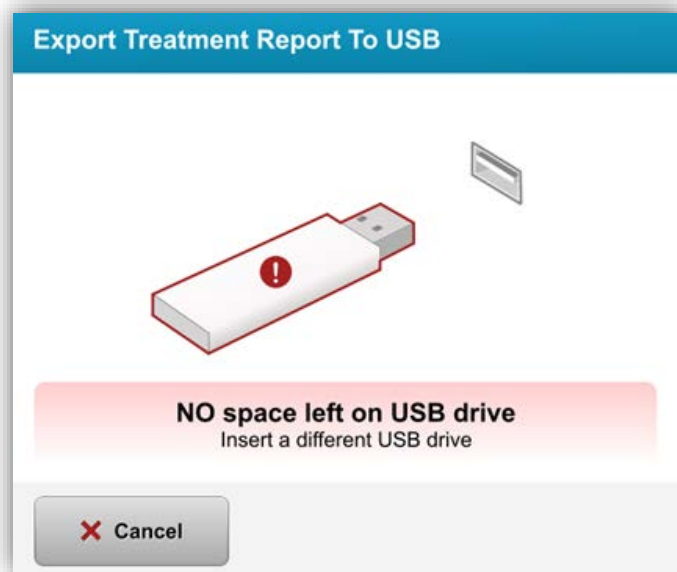 Export Treatment Report To USB
NO space left on USB drive
Insert a different USB drive
Cancel